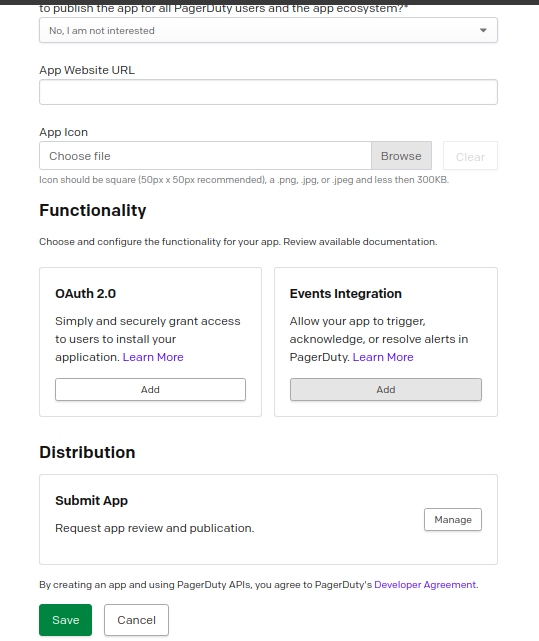 to publish the app for all PagerDuty users and the app ecosystem?*
No, I am not interested
App Website URL
App Icon
Choose file
Browse
Clear
Icon should be square (50px x 50px recommended), a .png, .jpg, or .jpeg and less then 300KB.
Functionality
Choose and configure the functionality for your app. Review available documentation.
OAuth 2.0
Simply and securely grant access
to users to install your
application. Learn More
Add
Events Integration
Allow your app to trigger,
acknowledge, or resolve alerts in
PagerDuty. Learn More
Add
Distribution
Submit App
Request app review and publication.
Manage
By creating an app and using PagerDuty APIs, you agree to PagerDuty's Developer Agreement.
Save
Cancel